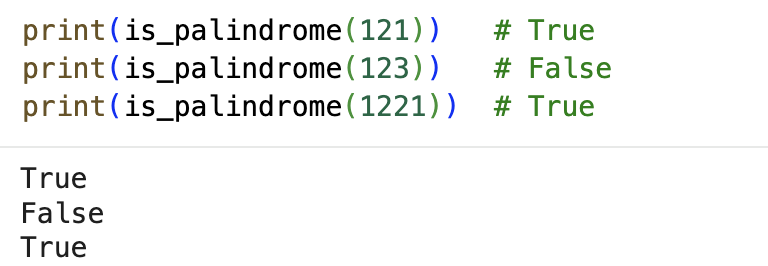 print(is_palindrome(121))   # True
print(is_palindrome(123))   # False
print(is_palindrome(1221))  # True
True
False
True